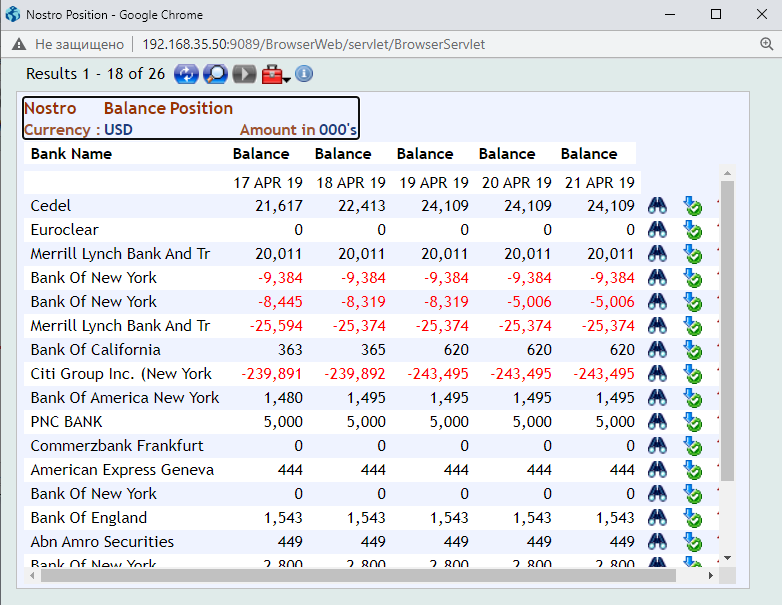 Nostro Position - Google Chrome
Не защищено 192.168.35.50:9089/BrowserWeb/servlet/BrowserServlet
Results 1 - 18 of 26
Nostro Balance Position
Currency : USD Amount in 000's
Bank Name Balance Balance Balance Balance Balance
17 APR 19 18 APR 19 19 APR 19 20 APR 19 21 APR 19
Cedel 21,617 22,413 24,109 24,109 24,109
Euroclear 0 0 0 0 0
Merrill Lynch Bank And Tr 20,011 20,011 20,011 20,011 20,011
Bank Of New York -9,384 -9,384 -9,384 -9,384 -9,384
Bank Of New York -8,445 -8,319 -8,319 -5,006 -5,006
Merrill Lynch Bank And Tr -25,594 -25,374 -25,374 -25,374 -25,374
Bank Of California 363 365 620 620 620
Citi Group Inc. (New York -239,891 -239,892 -243,495 -243,495 -243,495
Bank Of America New York 1,480 1,495 1,495 1,495 1,495
PNC BANK 5,000 5,000 5,000 5,000 5,000
Commerzbank Frankfurt 0 0 0 0 0
American Express Geneva 444 444 444 444 444
Bank Of New York 0 0 0 0 0
Bank Of England 1,543 1,543 1,543 1,543 1,543
Abn Amro Securities 449 449 449 449 449
Bank Of New York 2,800 2,800 2,800 2,800 2,800